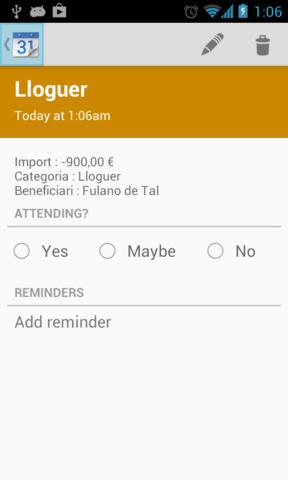 1:06
31
Lloguer
Today at 1:06am
Import : -900,00 €
Categoria : Lloguer
Beneficiari : Fulano de Tal
ATTENDING?
Yes
Maybe
No
REMINDERS
Add reminder